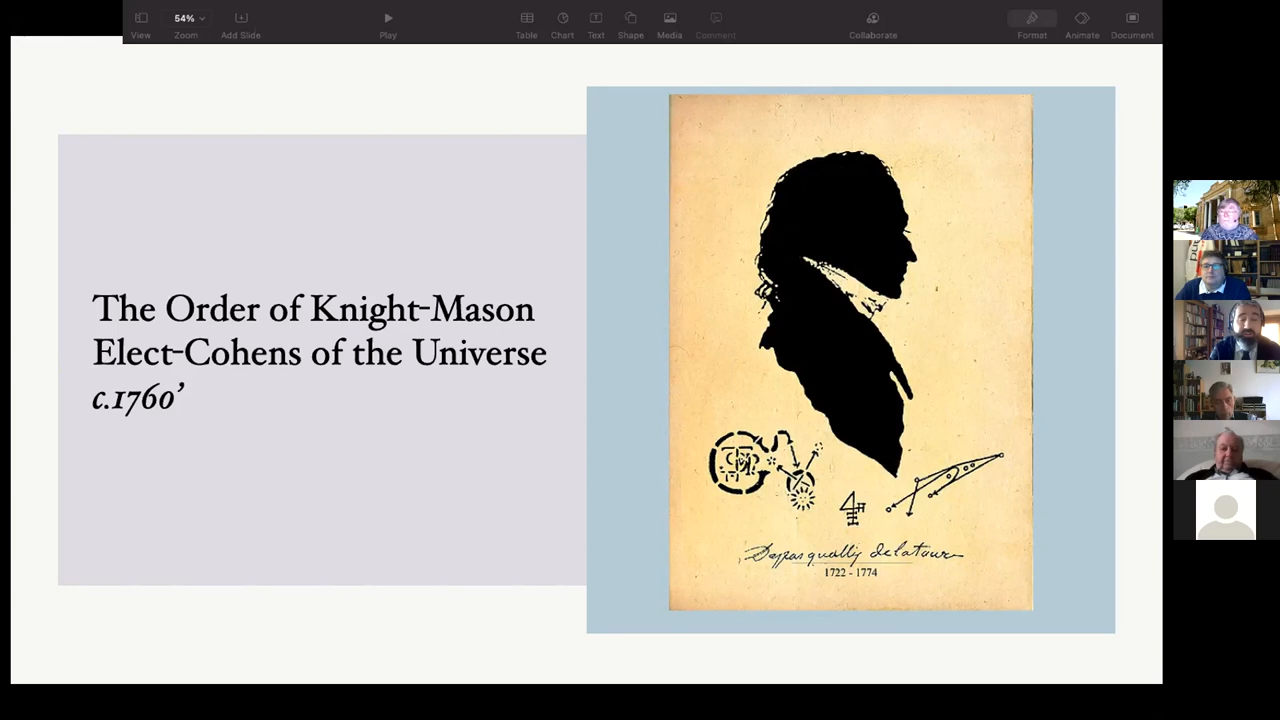 54%
View
Zoom
Add Slide
Play
Table
Chart
Text
Shape
Media
Comment
Collaborate
Format
Animate
Document
The Order of Knight-Mason
Elect-Cohens of the Universe
c.1760’
Depasqually delatour
1722 - 1774